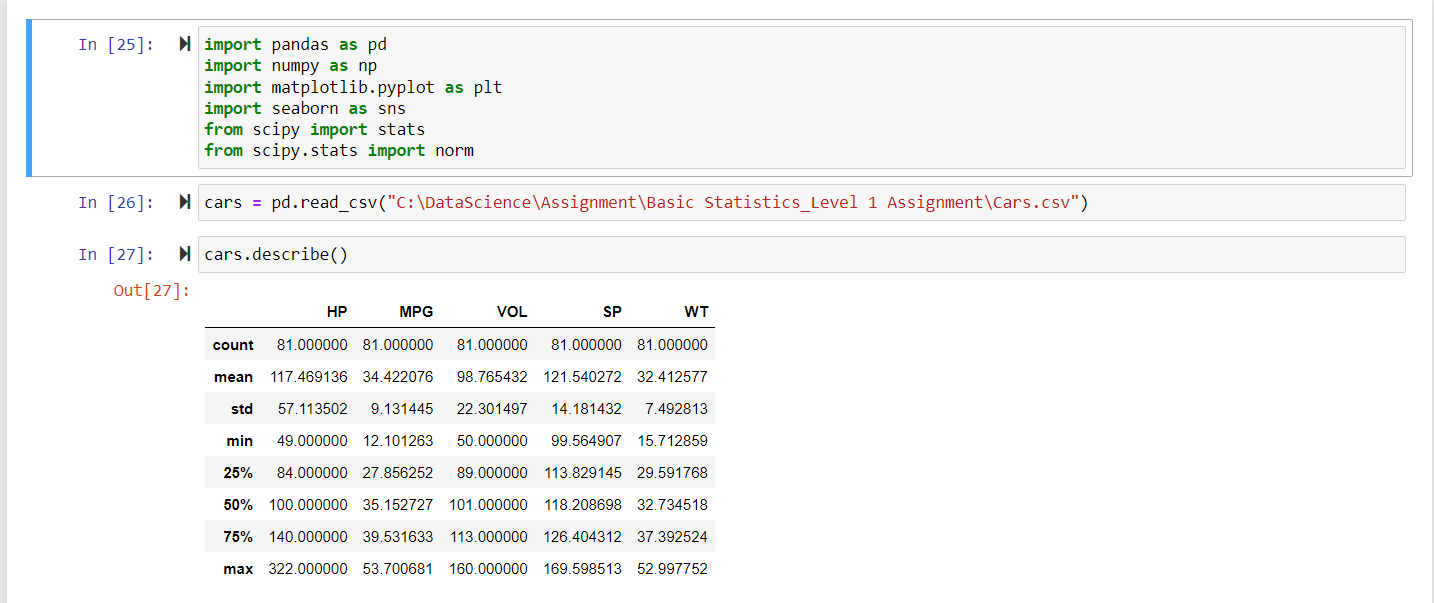 In [25]: import pandas as pd
import numpy as np
import matplotlib.pyplot as plt
import seaborn as sns
from scipy import stats
from scipy.stats import norm
In [26]: cars = pd.read_csv("C:\DataScience\Assignment\Basic Statistics_Level 1 Assignment\Cars.csv")
In [27]: cars.describe()
Out[27]:
HP MPG VOL SP WT
count 81.000000 81.000000 81.000000 81.000000 81.000000
mean 117.469136 34.422076 98.765432 121.540272 32.412577
std 57.113502 9.131445 22.301497 14.181432 7.492813
min 49.000000 12.101263 50.000000 99.564907 15.712859
25% 84.000000 27.856252 89.000000 113.829145 29.591768
50% 100.000000 35.152727 101.000000 118.208698 32.734518
75% 140.000000 39.531633 113.000000 126.404312 37.392524
max 322.000000 53.700681 160.000000 169.598513 52.997752